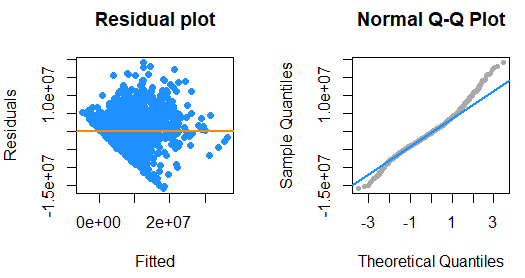 Residual plot
Residuals
-1.5e+07 1.0e+07
0e+00 2e+07
Fitted
Normal Q-Q Plot
Sample Quantiles
-1.5e+07 1.0e+07
-3 -1 1 3
Theoretical Quantiles